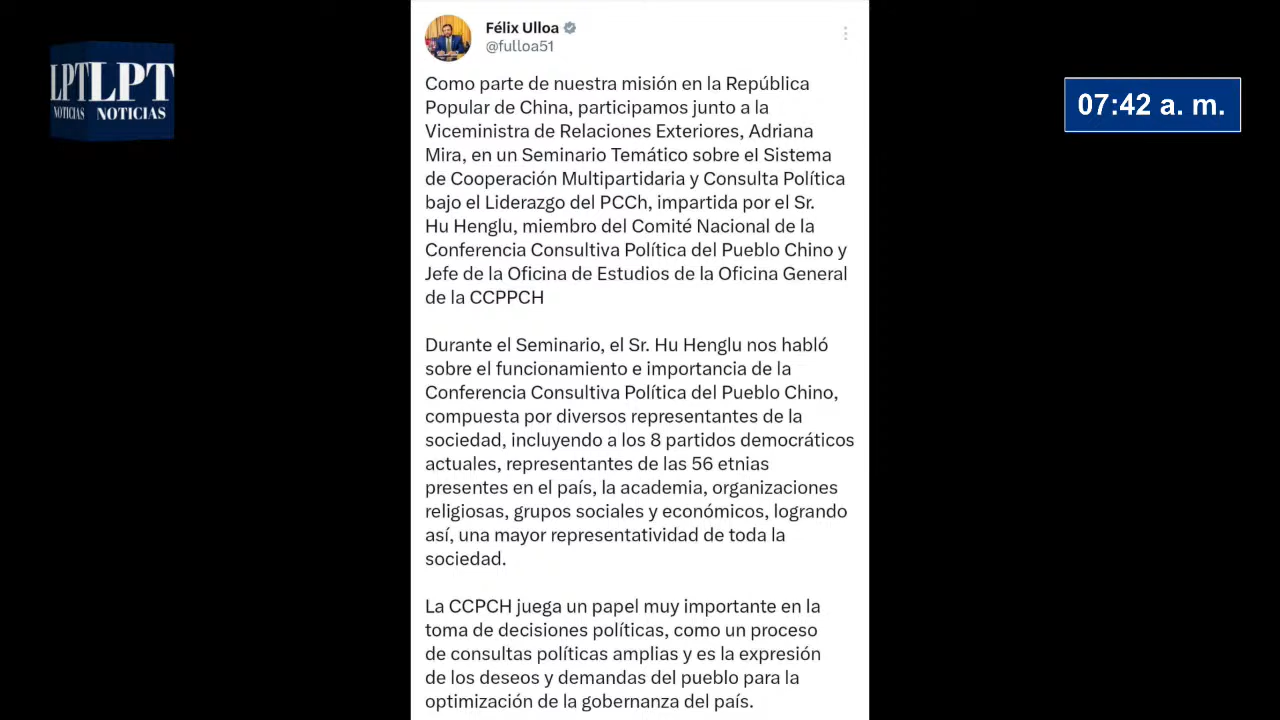 LPT LPT
NOTICIAS NOTICIAS
07:42 a. m.
Félix Ulloa
@fulloa51
Como parte de nuestra misión en la República
Popular de China, participamos junto a la
Viceministra de Relaciones Exteriores, Adriana
Mira, en un Seminario Temático sobre el Sistema
de Cooperación Multipartidaria y Consulta Política
bajo el Liderazgo del PCCh, impartida por el Sr.
Hu Henglu, miembro del Comité Nacional de la
Conferencia Consultiva Política del Pueblo Chino y
Jefe de la Oficina de Estudios de la Oficina General
de la CCPPCH
Durante el Seminario, el Sr. Hu Henglu nos habló
sobre el funcionamiento e importancia de la
Conferencia Consultiva Política del Pueblo Chino,
compuesta por diversos representantes de la
sociedad, incluyendo a los 8 partidos democráticos
actuales, representantes de las 56 etnias
presentes en el país, la academia, organizaciones
religiosas, grupos sociales y económicos, logrando
así, una mayor representatividad de toda la
sociedad.
La CCPCH juega un papel muy importante en la
toma de decisiones políticas, como un proceso
de consultas políticas amplias y es la expresión
de los deseos y demandas del pueblo para la
optimización de la gobernanza del país.